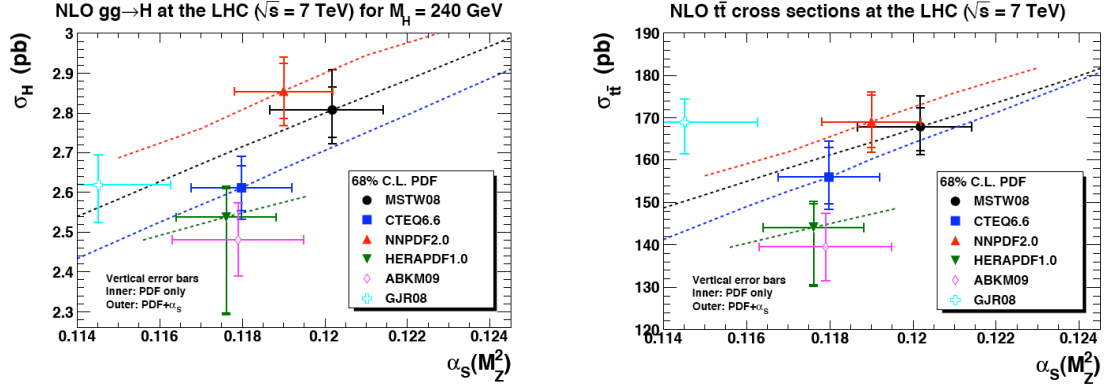 NLO gg→H at the LHC (√s = 7 TeV) for M_H = 240 GeV
σ_H (pb)
3
2.9
2.8
2.7
2.6
2.5
2.4
2.3
68% C.L. PDF
MSTW08
CTEQ6.6
NNPDF2.0
HERAPDF1.0
ABKM09
GJR08
Vertical error bars
Inner: PDF only
Outer: PDF+α_S
0.114 0.116 0.118 0.120 0.122 0.124
α_S(M_Z^2)
NLO tt̄ cross sections at the LHC (√s = 7 TeV)
σ_tt̄ (pb)
190
180
170
160
150
140
130
120
68% C.L. PDF
MSTW08
CTEQ6.6
NNPDF2.0
HERAPDF1.0
ABKM09
GJR08
Vertical error bars
Inner: PDF only
Outer: PDF+α_S
0.114 0.116 0.118 0.120 0.122 0.124
α_S(M_Z^2)